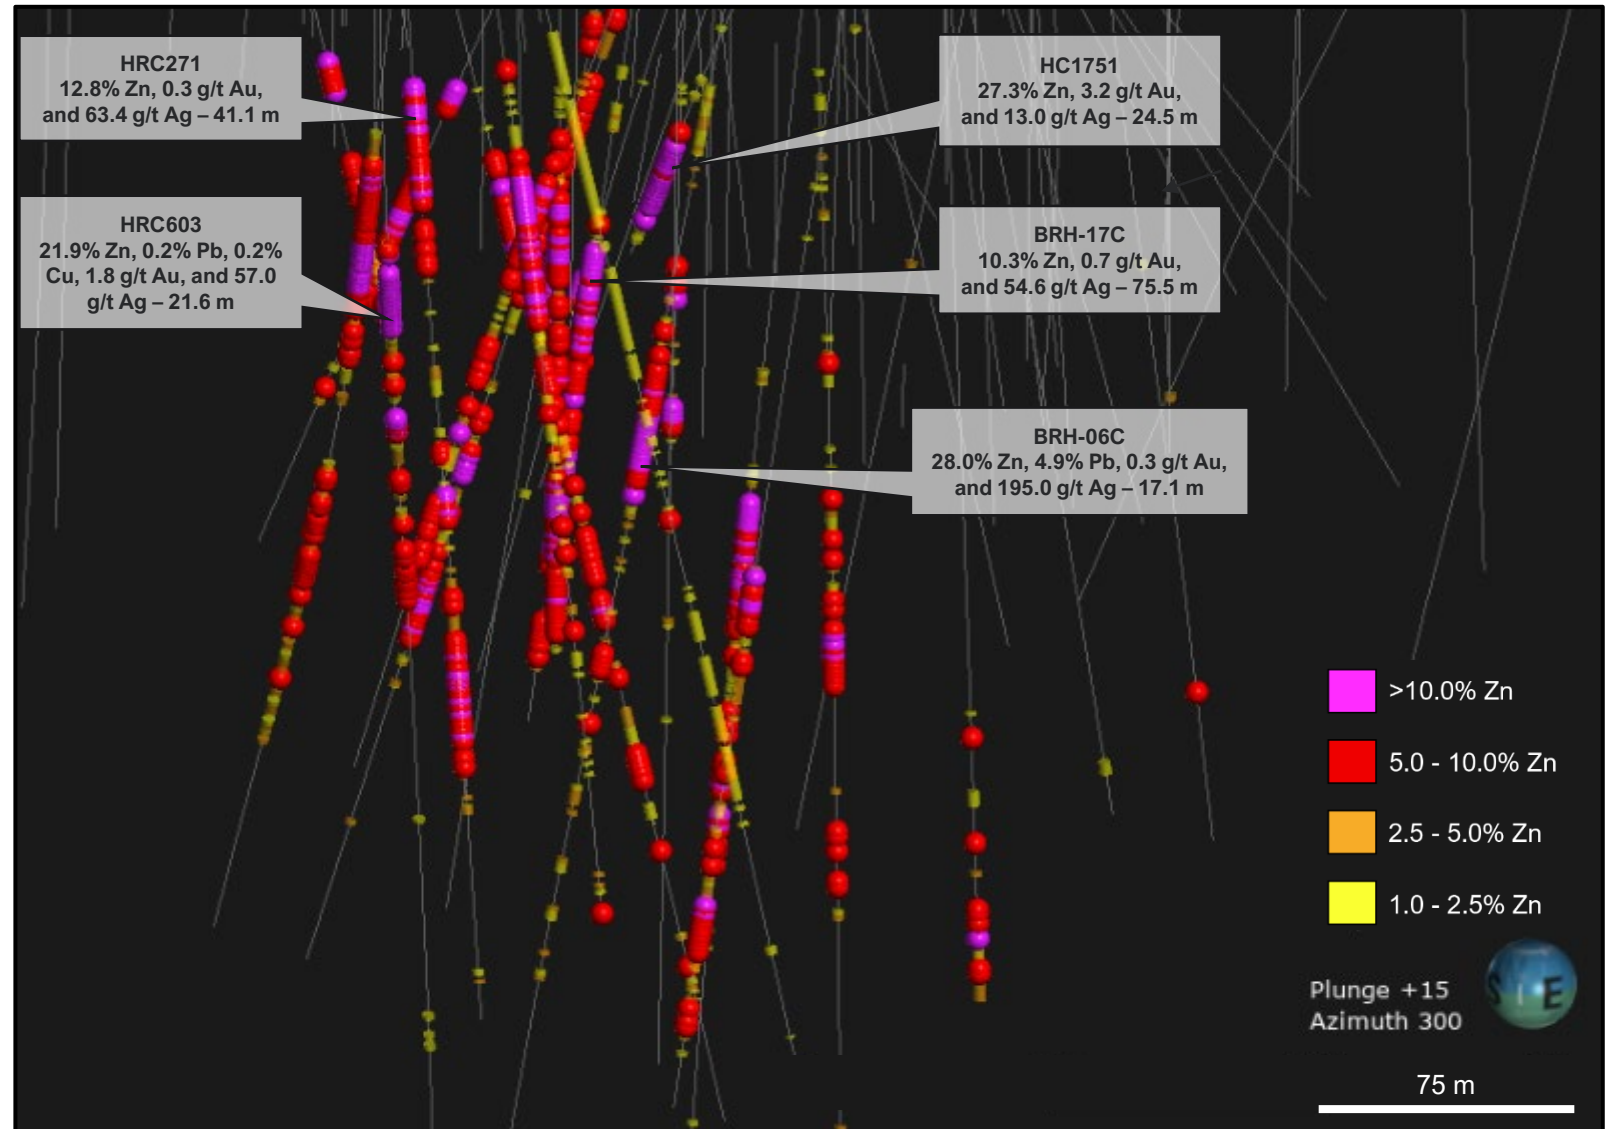 HRC271
12.8% Zn, 0.3 g/t Au,
and 63.4 g/t Ag – 41.1 m
HRC603
21.9% Zn, 0.2% Pb, 0.2%
Cu, 1.8 g/t Au, and 57.0
g/t Ag – 21.6 m
HC1751
27.3% Zn, 3.2 g/t Au,
and 13.0 g/t Ag – 24.5 m
BRH-17C
10.3% Zn, 0.7 g/t Au,
and 54.6 g/t Ag – 75.5 m
BRH-06C
28.0% Zn, 4.9% Pb, 0.3 g/t Au,
and 195.0 g/t Ag – 17.1 m
>10.0% Zn
5.0 - 10.0% Zn
2.5 - 5.0% Zn
1.0 - 2.5% Zn
Plunge +15
Azimuth 300
S E
75 m